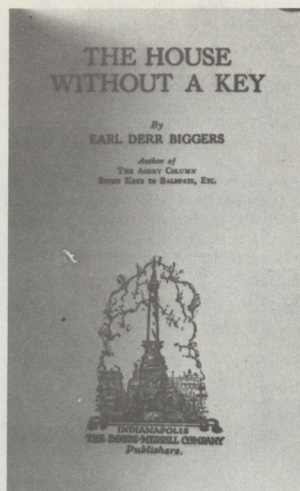 THE HOUSE
WITHOUT A KEY
By
EARL DERR BIGGERS
Author of
THE AGONY COLUMN
SEVEN KEYS TO BALDPATE, ETC.
INDIANAPOLIS
THE BOBBS-MERRILL COMPANY
Publishers.